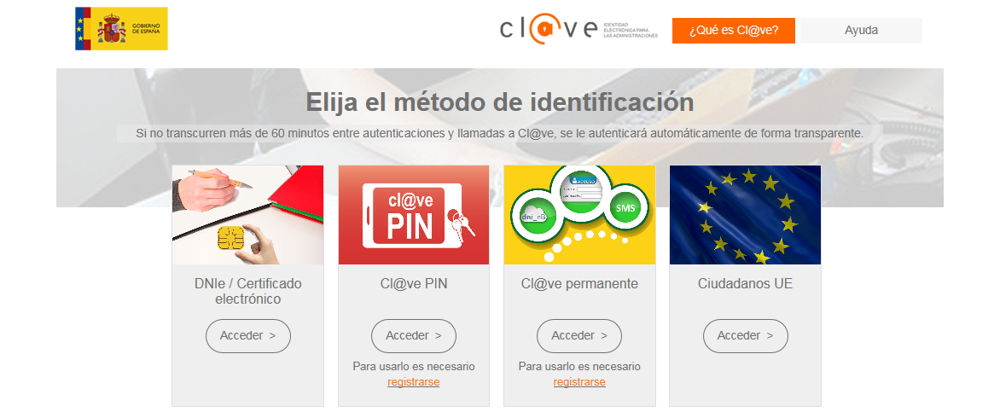 GOBIERNO
DE ESPAÑA
cl@ve
IDENTIDAD
ELECTRÓNICA PARA
LAS ADMINISTRACIONES
¿Qué es Cl@ve?
Ayuda
Elija el método de identificación
Si no transcurren más de 60 minutos entre autenticaciones y llamadas a Cl@ve, se le autenticará automáticamente de forma transparente.
cl@ve
PIN
ACCESO
dni_nB
SMS
DNIe / Certificado
electrónico
Cl@ve PIN
Cl@ve permanente
Ciudadanos UE
Acceder >
Acceder >
Acceder >
Acceder >
Para usarlo es necesario
registrarse
Para usarlo es necesario
registrarse